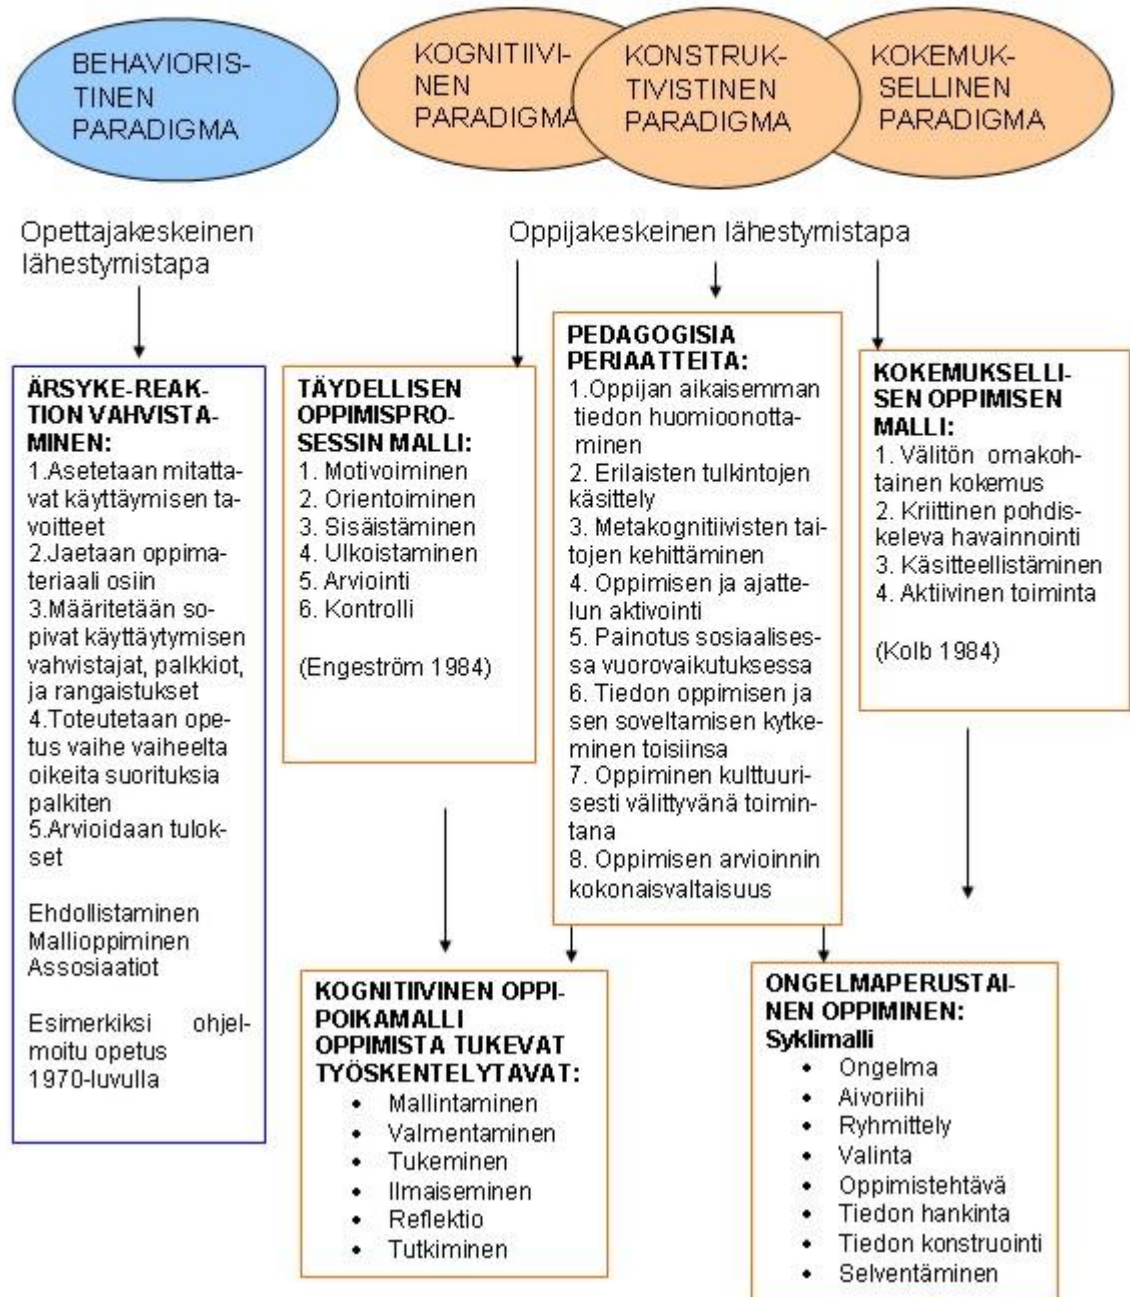 BEHAVIORIS-
TINEN
PARADIGMA
KOGNITIIVI-
NEN
PARADIGMA
KONSTRUK-
TIVISTINEN
PARADIGMA
KOKEMUK-
SELLINEN
PARADIGMA
Opettajakeskeinen
lähestymistapa
Oppijakeskeinen lähestymistapa
ÄRSYKE-REAK-
TION VAHVISTA-
MINEN:
1.Asetetaan mitatta-
vat käyttäymisen ta-
voitteet
2.Jaetaan oppima-
teriaali osiin
3.Määritetään so-
pivat käyttäytymisen
vahvistajat, palkkiot,
ja rangaistukset
4.Toteutetaan ope-
tus vaihe vaiheelta
oikeita suorituksia
palkiten
5.Arvioidaan tulok-
set
Ehdollistaminen
Mallioppiminen
Assosiaatiot
Esimerkiksi ohjel-
moitu opetus
1970-luvulla
TÄYDELLISEN
OPPIMISPRO-
SESSIN MALLI:
1. Motivoiminen
2. Orientoiminen
3. Sisäistäminen
4. Ulkoistaminen
5. Arviointi
6. Kontrolli
(Engeström 1984)
PEDAGOGISIA
PERIAATTEITA:
1.Oppijan aikaisemman
tiedon huomioonotta-
minen
2. Erilaisten tulkintojen
käsittely
3. Metakognitiivisten tai-
tojen kehittäminen
4. Oppimisen ja ajatte-
lun aktivointi
5. Painotus sosiaalises-
sa vuorovaikutuksessa
6. Tiedon oppimisen ja
sen soveltamisen kytke-
minen toisiinsa
7. Oppiminen kulttuuri-
sesti välittyvänä toimin-
tana
8. Oppimisen arvioinnin
kokonaisvaltaisuus
KOKEMUKSELLI-
SEN OPPIMISEN
MALLI:
1. Välitön omakoh-
tainen kokemus
2. Kriittinen pohdis-
keleva havainnointi
3. Käsitteellistäminen
4. Aktiivinen toiminta
(Kolb 1984)
KOGNITIIVINEN OPPI-
POIKAMALLI
OPPIMISTA TUKEVAT
TYÖSKENTELYTAVAT:
• Mallintaminen
• Valmentaminen
• Tukeminen
• Ilmaiseminen
• Reflektio
• Tutkiminen
ONGELMAPERUSTAI-
NEN OPPIMINEN:
Syklimalli
• Ongelma
• Aivoriihi
• Ryhmittely
• Valinta
• Oppimistehtävä
• Tiedon hankinta
• Tiedon konstruointi
• Selventäminen